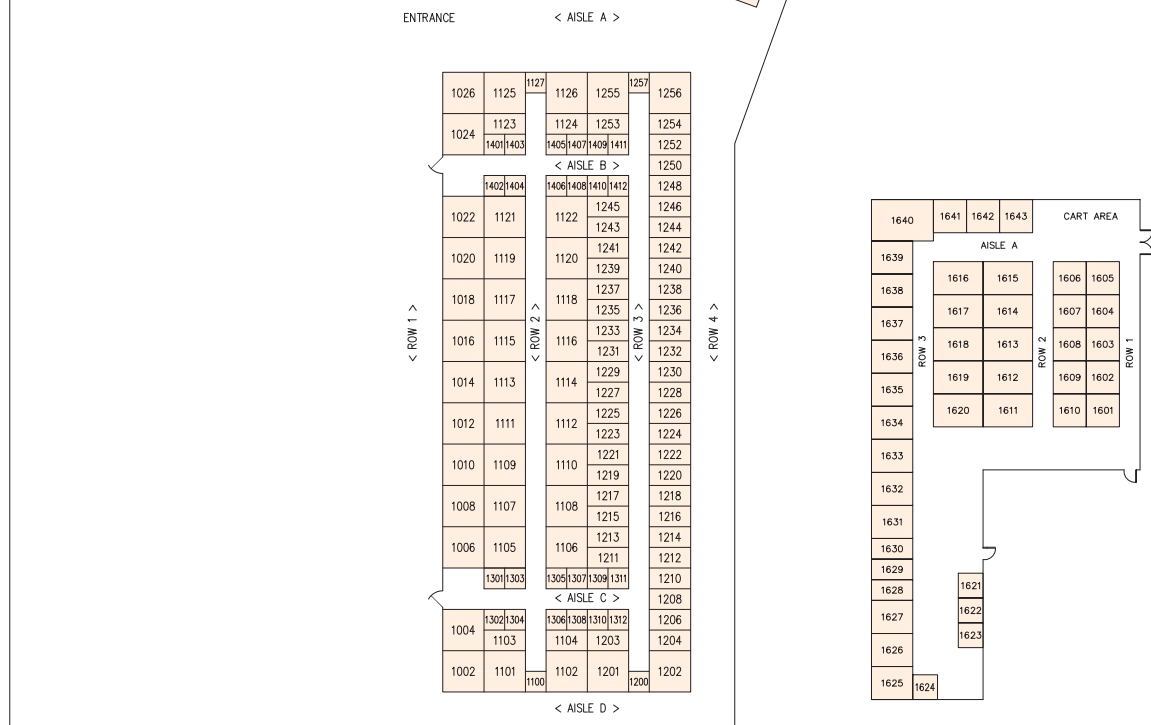 ENTRANCE
< AISLE A >
1026 1125 1127 1126 1255 1257 1256
1024 1123 1124 1253 1254
1401 1403 1405 1407 1409 1411 1252
< AISLE B > 1250
1402 1404 1406 1408 1410 1412 1248
1022 1121 1122 1245 1246
1243 1244
1020 1119 1120 1241 1242
1239 1240
1018 1117 1118 1237 1238
1235 1236
< ROW 1 >
1016 1115 1116 1233 1234
1231 1232
< ROW 2 >
< ROW 3 >
< ROW 4 >
1014 1113 1114 1229 1230
1227 1228
1012 1111 1112 1225 1226
1223 1224
1010 1109 1110 1221 1222
1219 1220
1008 1107 1108 1217 1218
1215 1216
1006 1105 1106 1213 1214
1211 1212
1301 1303 1305 1307 1309 1311 1210
< AISLE C > 1208
1004 1302 1304 1306 1308 1310 1312 1206
1103 1104 1203 1204
1002 1101 1100 1102 1201 1200 1202
< AISLE D >
1640 1641 1642 1643 CART AREA
AISLE A
1639
1638 1616 1615 1606 1605
1637 1617 1614 1607 1604
1636 1618 1613 1608 1603
ROW 3
ROW 2
ROW 1
1635 1619 1612 1609 1602
1634 1620 1611 1610 1601
1633
1632
1631
1630
1629
1628 1621
1627 1622
1626 1623
1625 1624